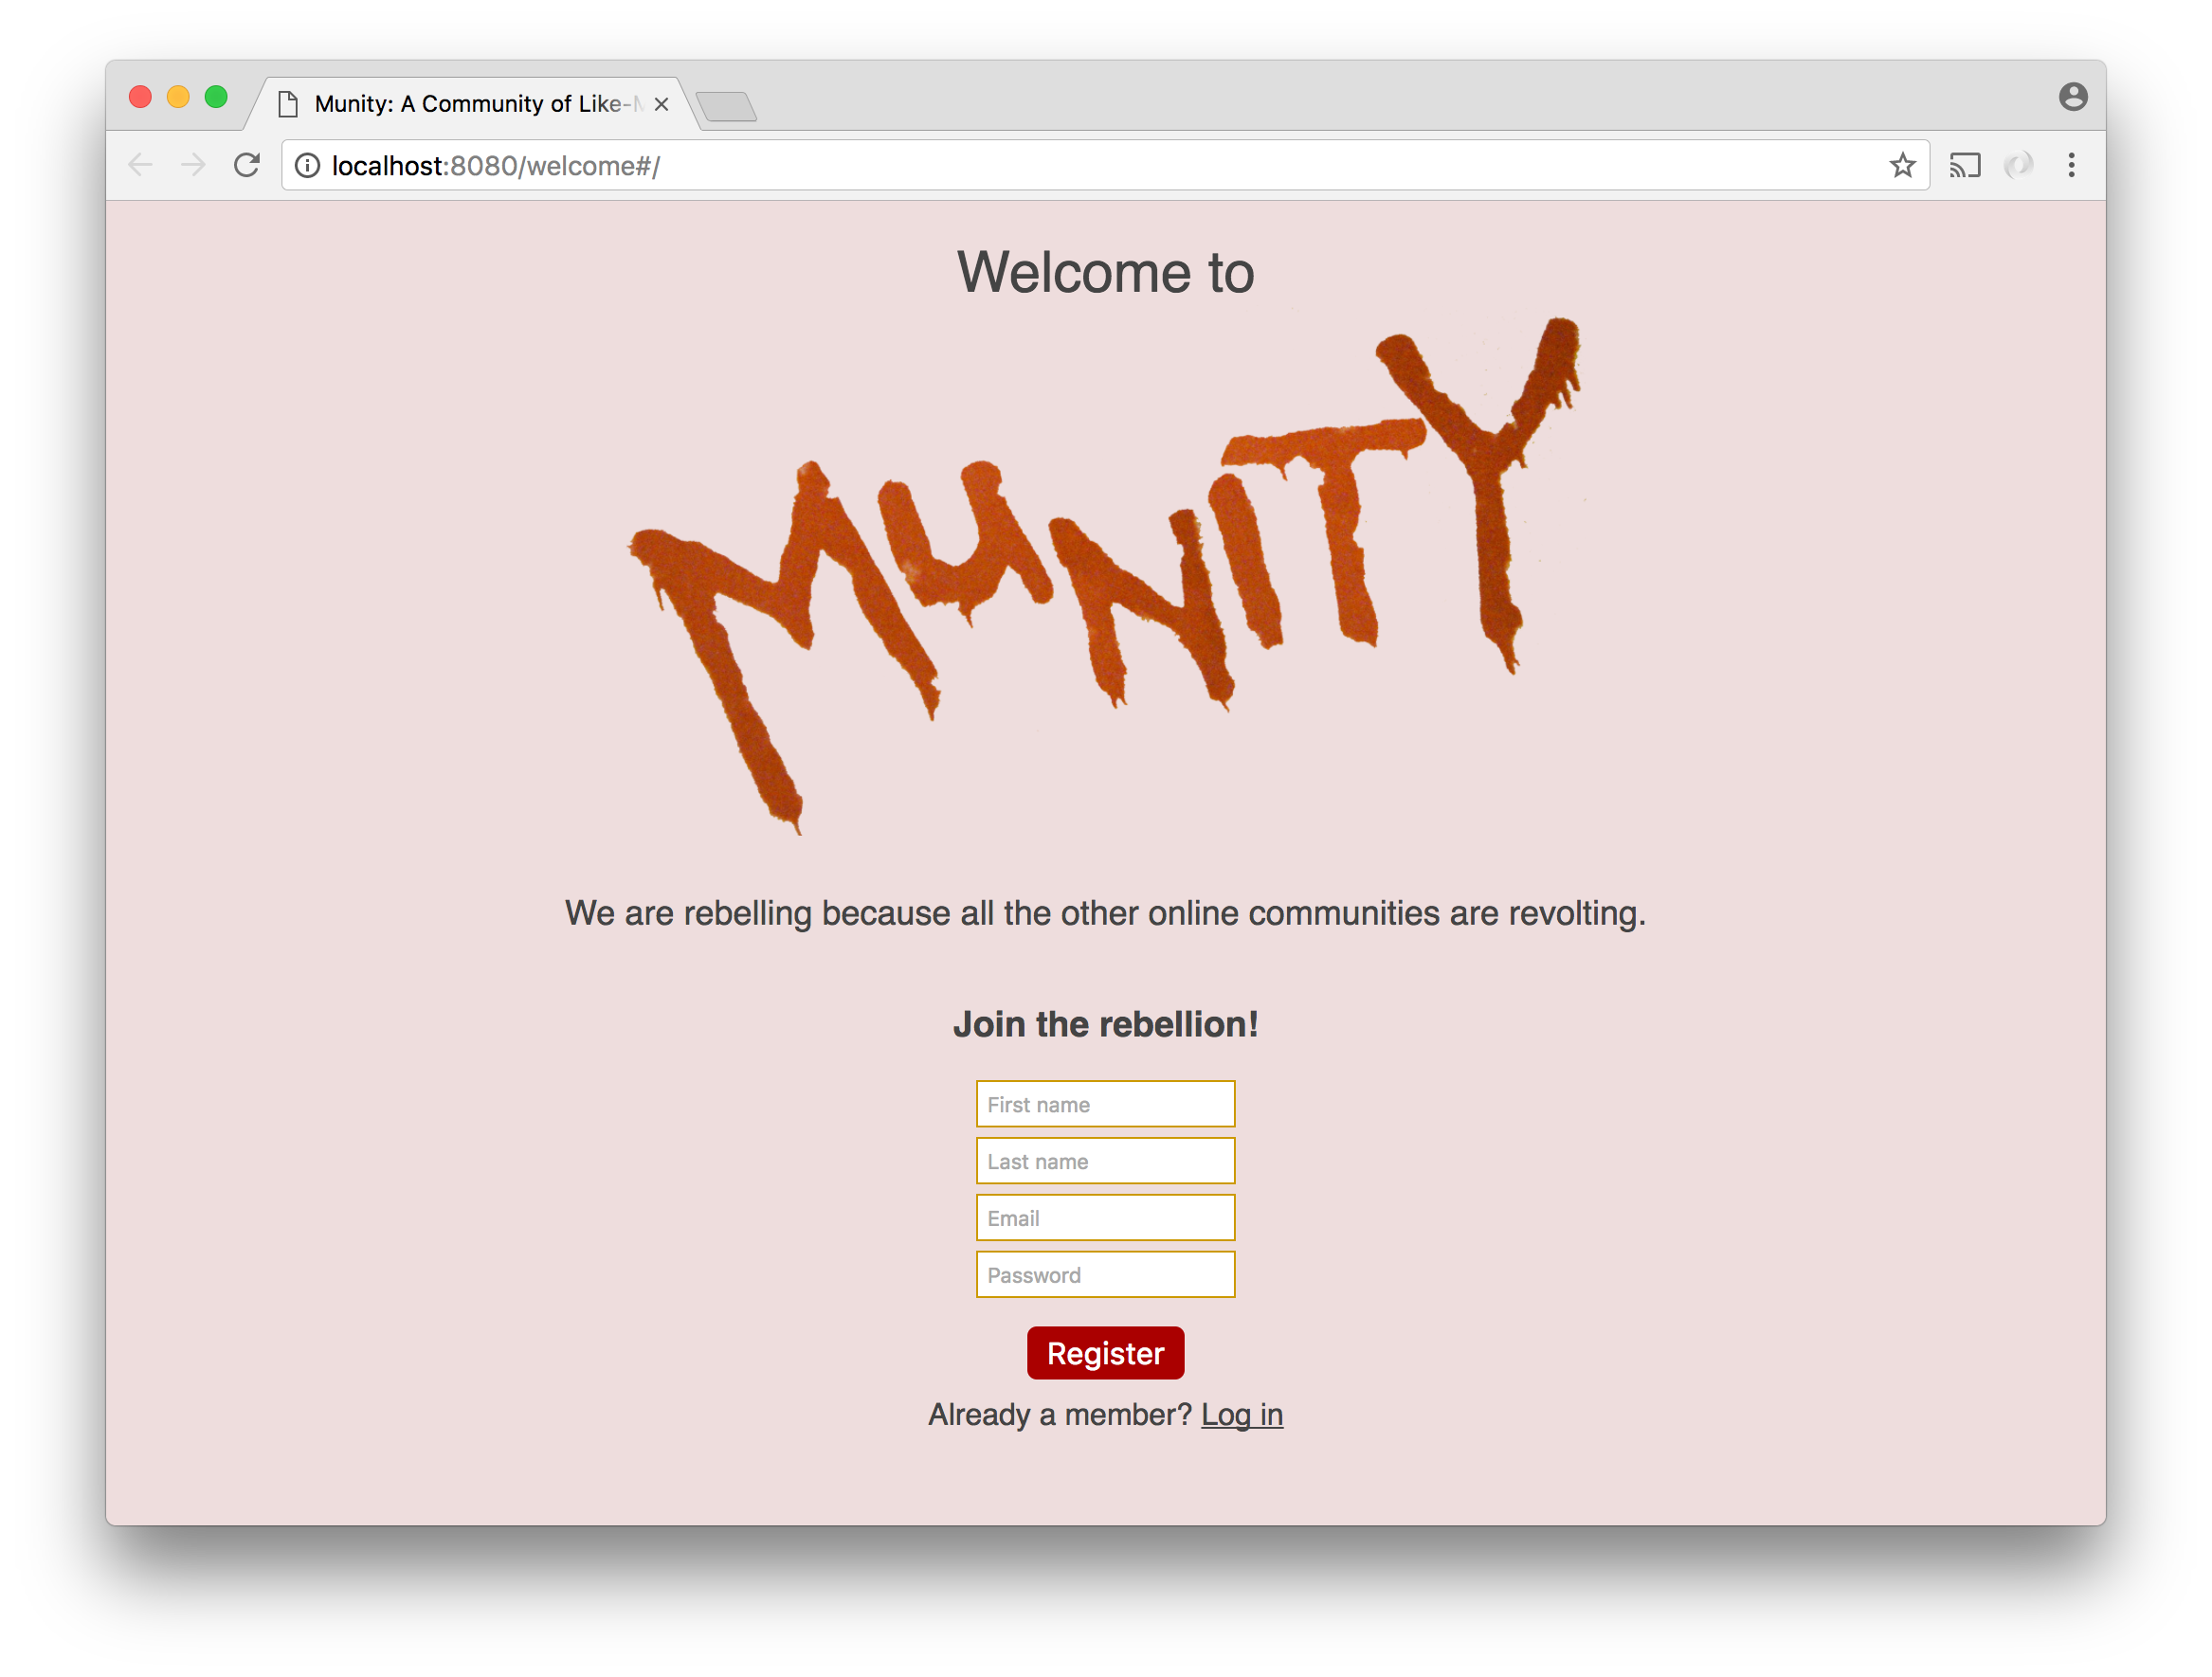 Munity: A Community of Like-
localhost:8080/welcome#/
Welcome to
MUNITY
We are rebelling because all the other online communities are revolting.
Join the rebellion!
First name
Last name
Email
Password
Register
Already a member? Log in